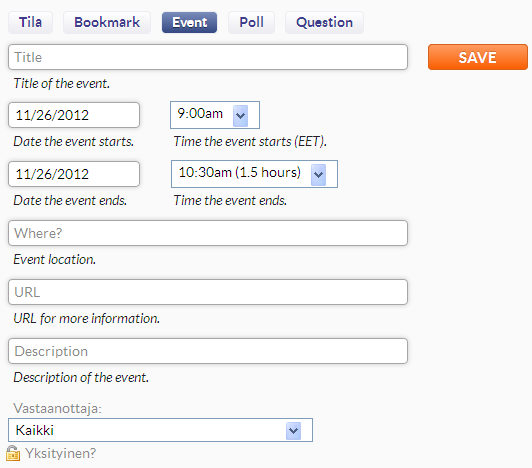 Tila Bookmark Event Poll Question
Title SAVE
Title of the event.
11/26/2012 9:00am
Date the event starts. Time the event starts (EET).
11/26/2012 10:30am (1.5 hours)
Date the event ends. Time the event ends.
Where?
Event location.
URL
URL for more information.
Description
Description of the event.
Vastaanottaja:
Kaikki
Yksityinen?